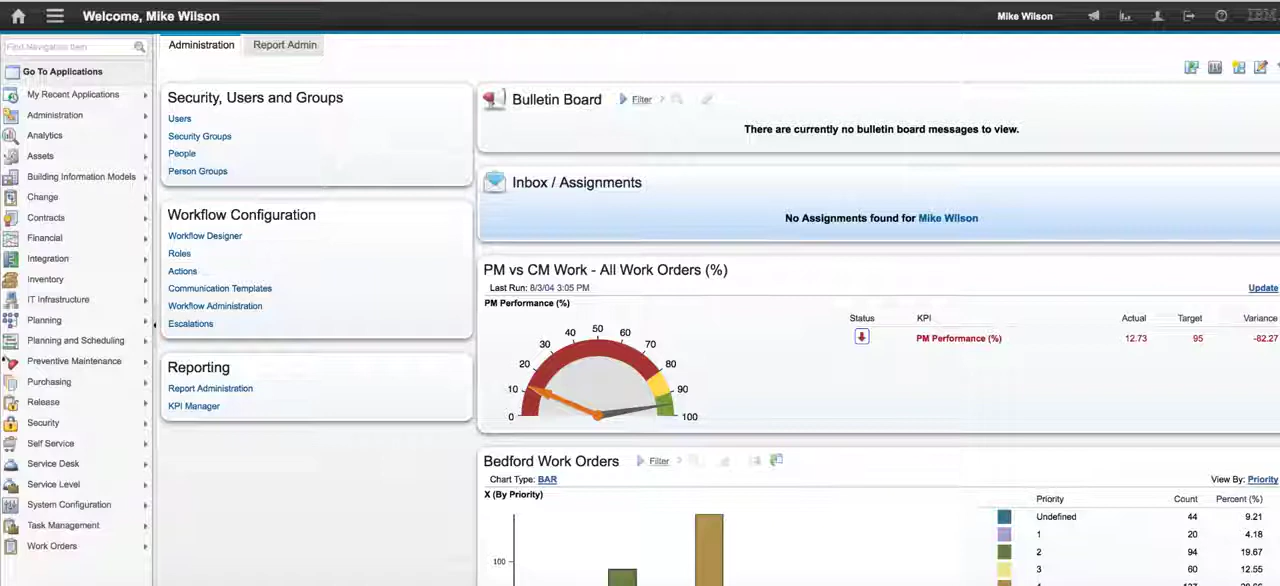 Welcome, Mike Wilson
Mike Wilson
IBM
Find Navigation Item
Go To Applications
My Recent Applications
Administration
Analytics
Assets
Building Information Models
Change
Contracts
Financial
Integration
Inventory
IT Infrastructure
Planning
Planning and Scheduling
Preventive Maintenance
Purchasing
Release
Security
Self Service
Service Desk
Service Level
System Configuration
Task Management
Work Orders
Administration
Report Admin
Security, Users and Groups
Users
Security Groups
People
Person Groups
Workflow Configuration
Workflow Designer
Roles
Actions
Communication Templates
Workflow Administration
Escalations
Reporting
Report Administration
KPI Manager
Bulletin Board Filter
There are currently no bulletin board messages to view.
Inbox / Assignments
No Assignments found for Mike Wilson
PM vs CM Work - All Work Orders (%)
Last Run: 8/3/04 3:05 PM Update
PM Performance (%)
0 10 20 30 40 50 60 70 80 90 100
Status KPI Actual Target Variance
PM Performance (%) 12.73 95 -82.27
Bedford Work Orders Filter
Chart Type: BAR View By: Priority
X (By Priority)
100
Priority Count Percent (%)
Undefined 44 9.21
1 20 4.18
2 94 19.67
3 60 12.55